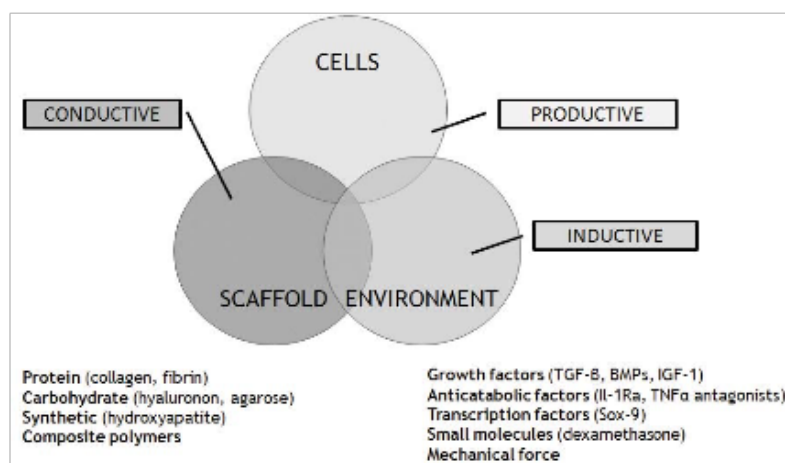 CELLS
CONDUCTIVE
PRODUCTIVE
INDUCTIVE
SCAFFOLD
ENVIRONMENT
Protein (collagen, fibrin)
Carbohydrate (hyaluronon, agarose)
Synthetic (hydroxyapatite)
Composite polymers
Growth factors (TGF-ß, BMPs, IGF-1)
Anticatabolic factors (Il-1Ra, TNFα antagonists)
Transcription factors (Sox-9)
Small molecules (dexamethasone)
Mechanical force